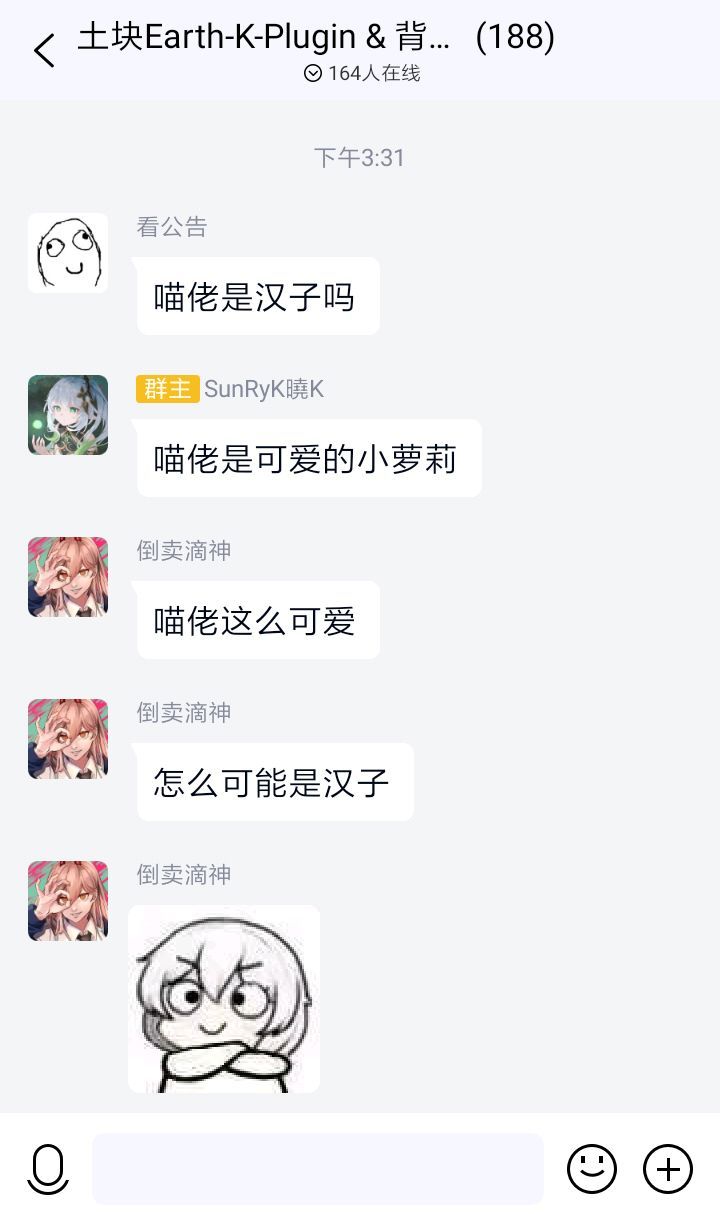 土块Earth-K-Plugin & 背... (188)
164人在线
下午3:31
看公告
喵佬是汉子吗
群主 SunRyK曉K
喵佬是可爱的小萝莉
倒卖滴神
喵佬这么可爱
倒卖滴神
怎么可能是汉子
倒卖滴神